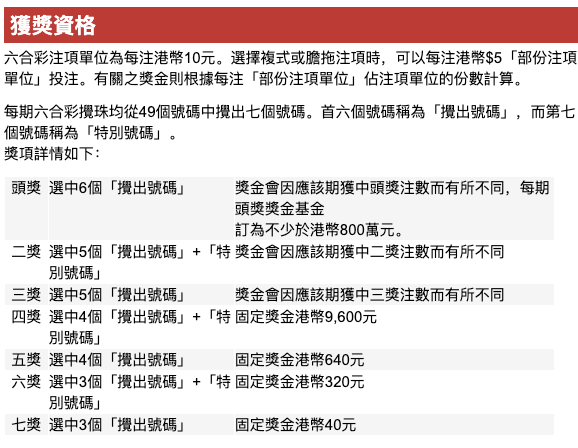 獲獎資格
六合彩注項單位為每注港幣10元。選擇複式或膽拖注項時，可以每注港幣$5「部份注項
單位」投注。有關之獎金則根據每注「部份注項單位」佔注項單位的份數計算。
每期六合彩攪珠均從49個號碼中攪出七個號碼。首六個號碼稱為「攪出號碼」，而第七
個號碼稱為「特別號碼」。
獎項詳情如下：
頭獎 選中6個「攪出號碼」 獎金會因應該期獲中頭獎注數而有所不同，每期
頭獎獎金基金
訂為不少於港幣800萬元。
二獎 選中5個「攪出號碼」+「特 獎金會因應該期獲中二獎注數而有所不同
別號碼」
三獎 選中5個「攪出號碼」 獎金會因應該期獲中三獎注數而有所不同
四獎 選中4個「攪出號碼」+「特 固定獎金港幣9,600元
別號碼」
五獎 選中4個「攪出號碼」 固定獎金港幣640元
六獎 選中3個「攪出號碼」+「特 固定獎金港幣320元
別號碼」
七獎 選中3個「攪出號碼」 固定獎金港幣40元